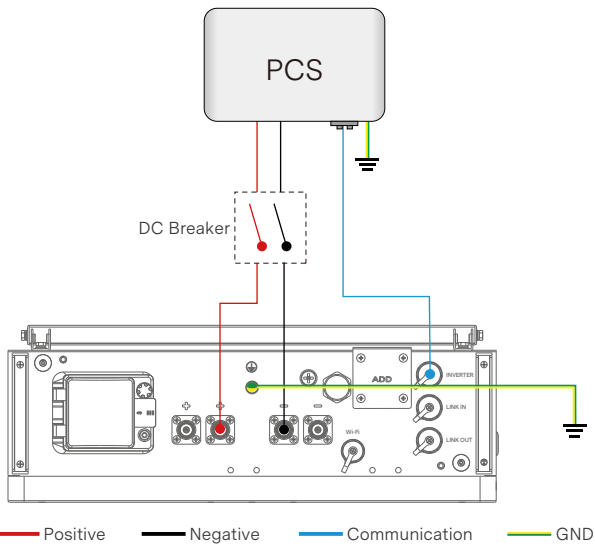 PCS
DC Breaker
ADD
INVERTER
LINK IN
LINK OUT
Wi-Fi
Positive
Negative
Communication
GND